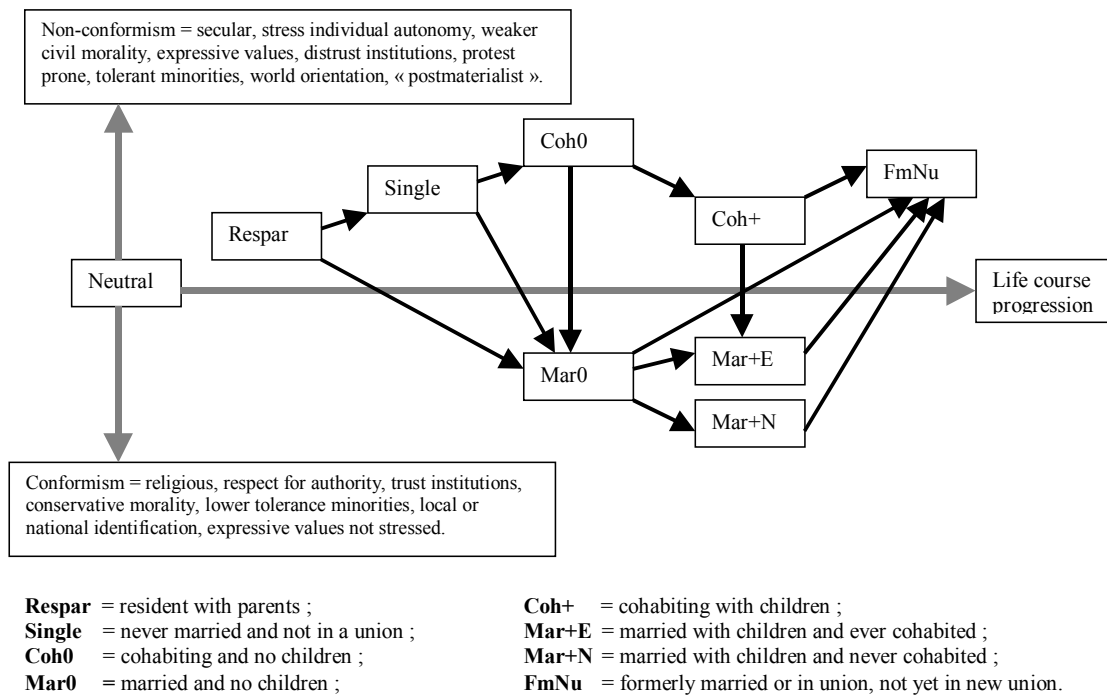 Non-conformism = secular, stress individual autonomy, weaker
civil morality, expressive values, distrust institutions, protest
prone, tolerant minorities, world orientation, « postmaterialist ».
Coh0
Single
FmNu
Coh+
Respar
Neutral
Life course
progression
Mar+E
Mar0
Mar+N
Conformism = religious, respect for authority, trust institutions,
conservative morality, lower tolerance minorities, local or
national identification, expressive values not stressed.
Respar = resident with parents ;
Single = never married and not in a union ;
Coh0 = cohabiting and no children ;
Mar0 = married and no children ;
Coh+ = cohabiting with children ;
Mar+E = married with children and ever cohabited ;
Mar+N = married with children and never cohabited ;
FmNu = formerly married or in union, not yet in new union.